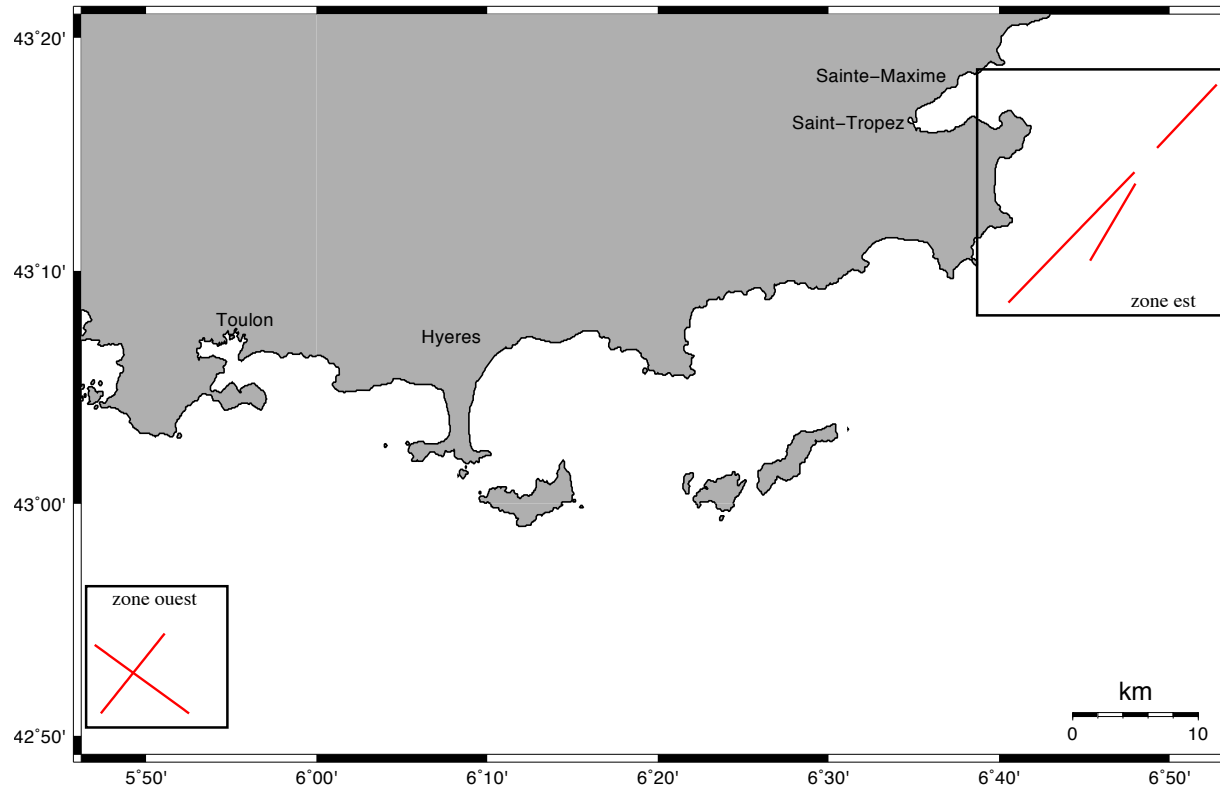 43°20'
Sainte–Maxime
Saint–Tropez
43°10'
zone est
Toulon
Hyeres
43°00'
zone ouest
km
0 10
42°50'
5°50' 6°00' 6°10' 6°20' 6°30' 6°40' 6°50'